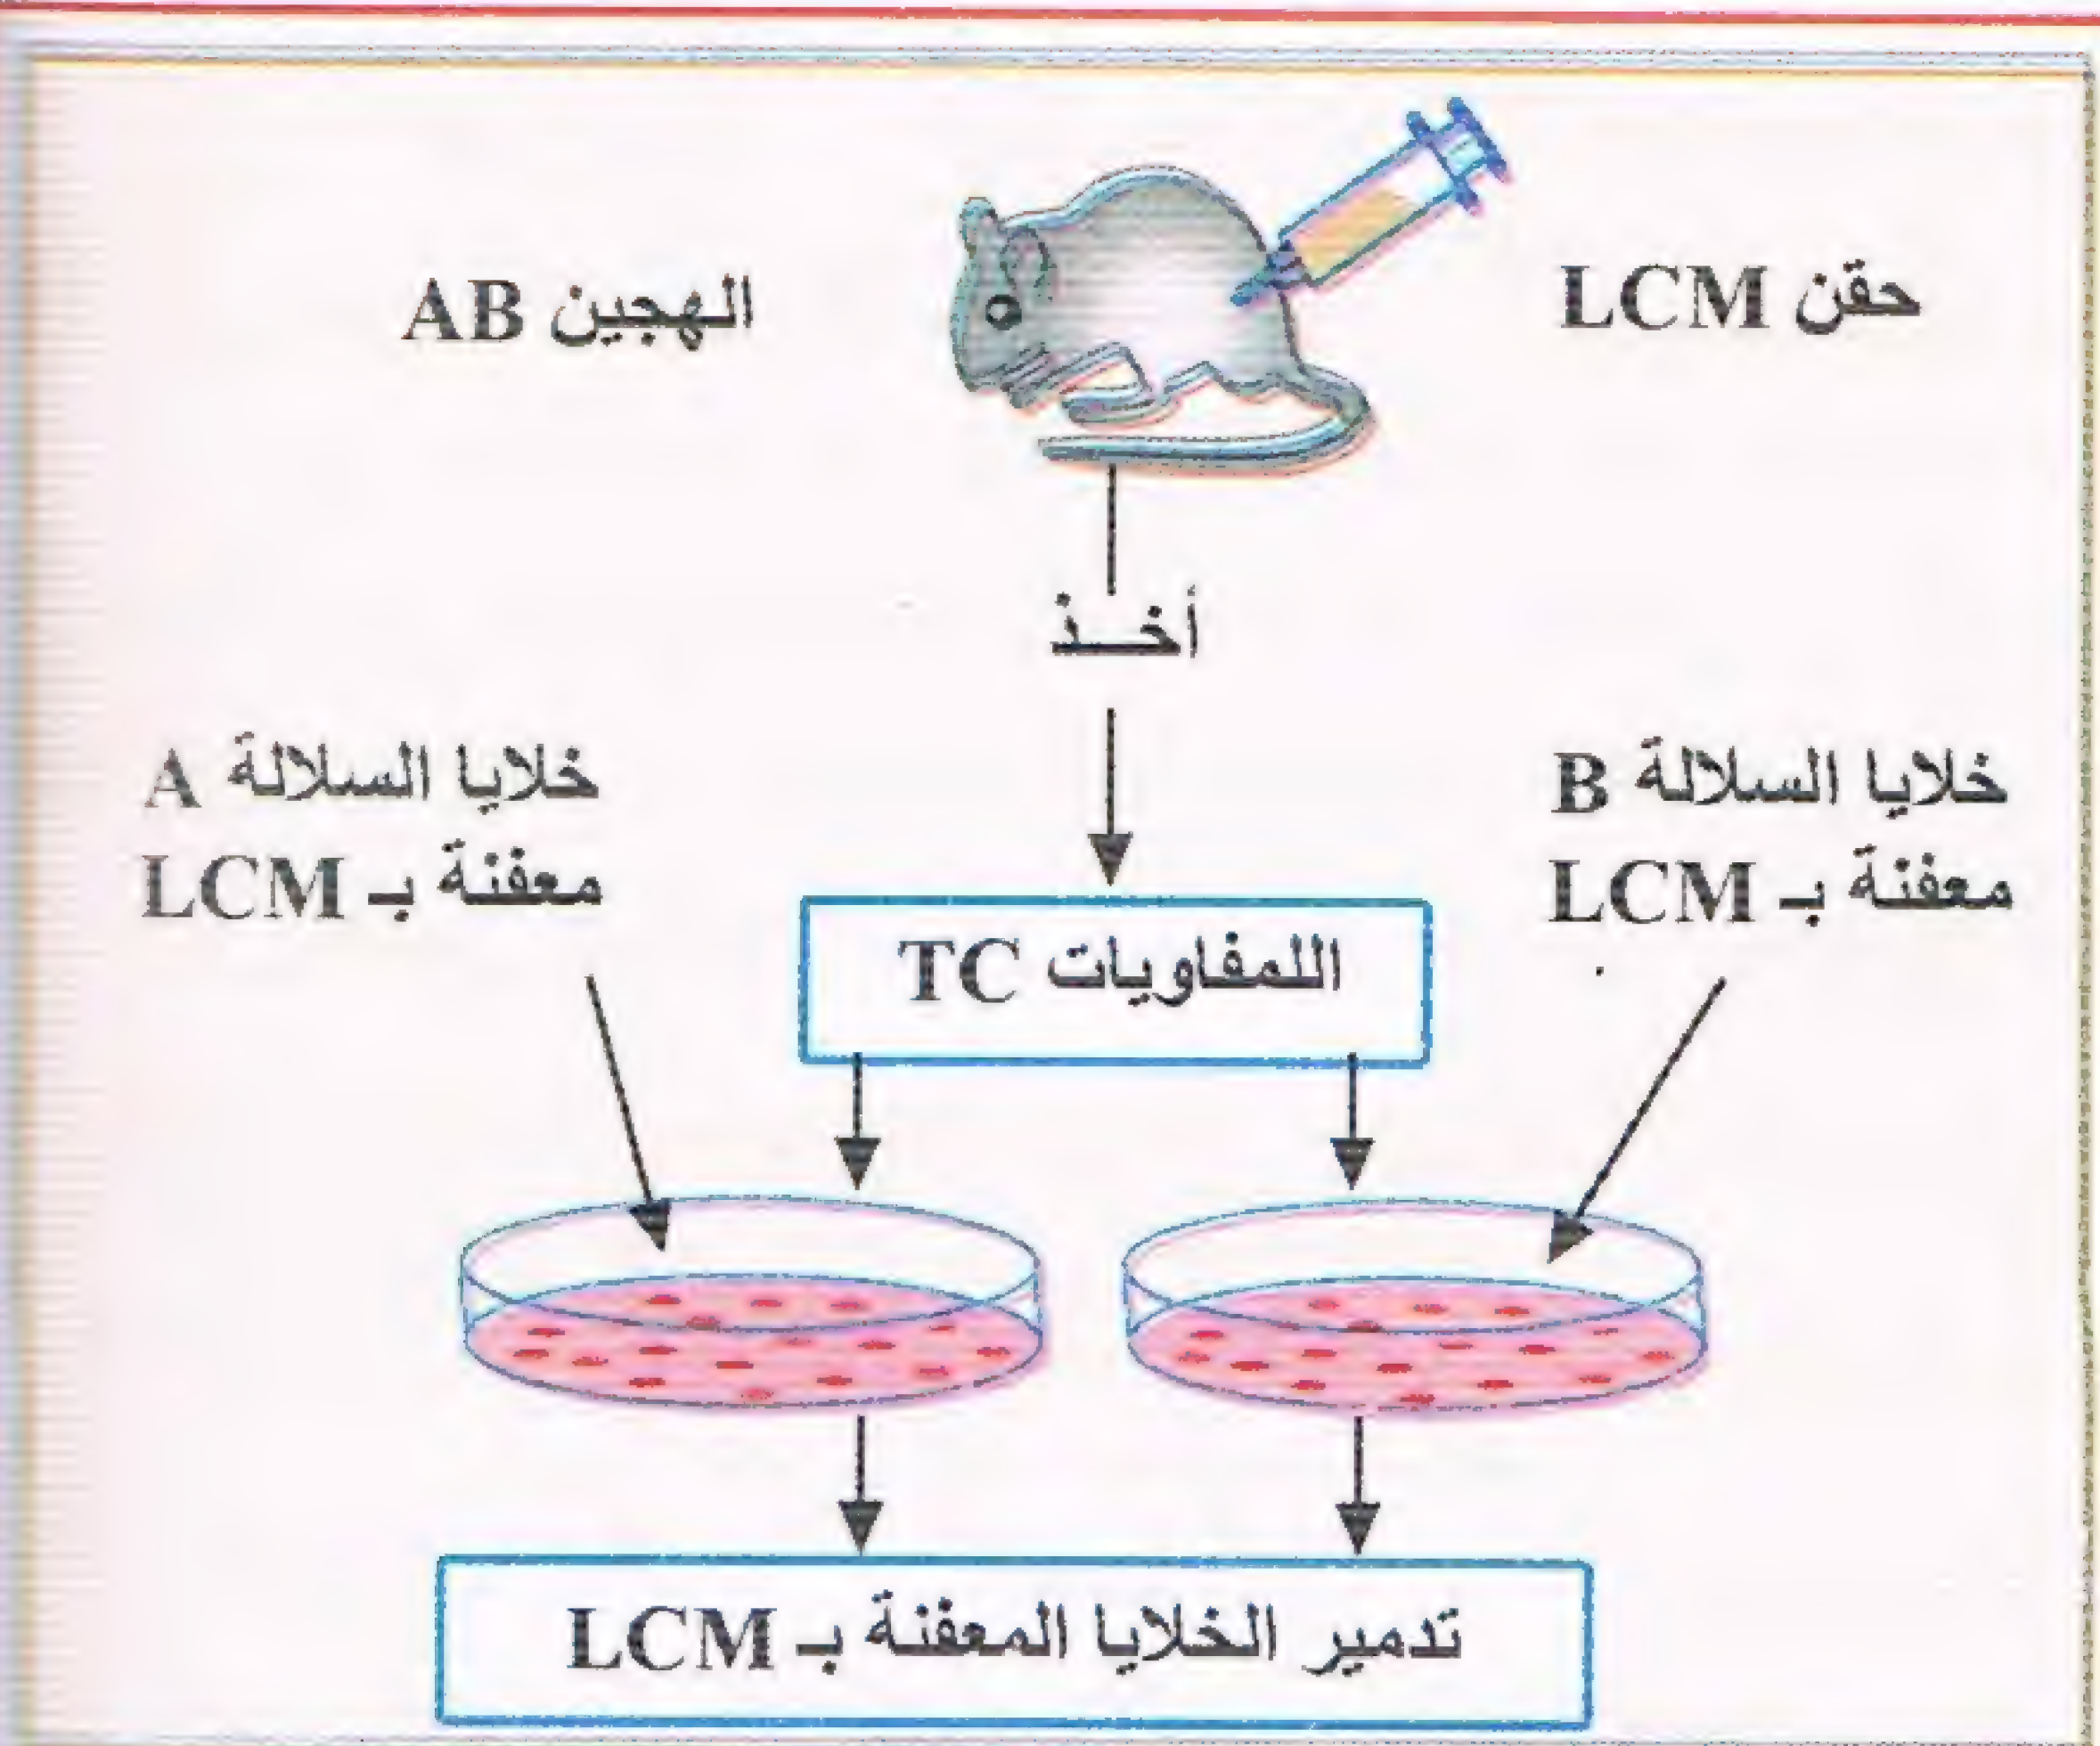 حقن LCM
الهجين AB
أخـــذ
خلايا السلالة B
معفنة بـ LCM
خلايا السلالة A
معفنة بـ LCM
اللمفاويات TC
تدمير الخلايا المعفنة بـ LCM